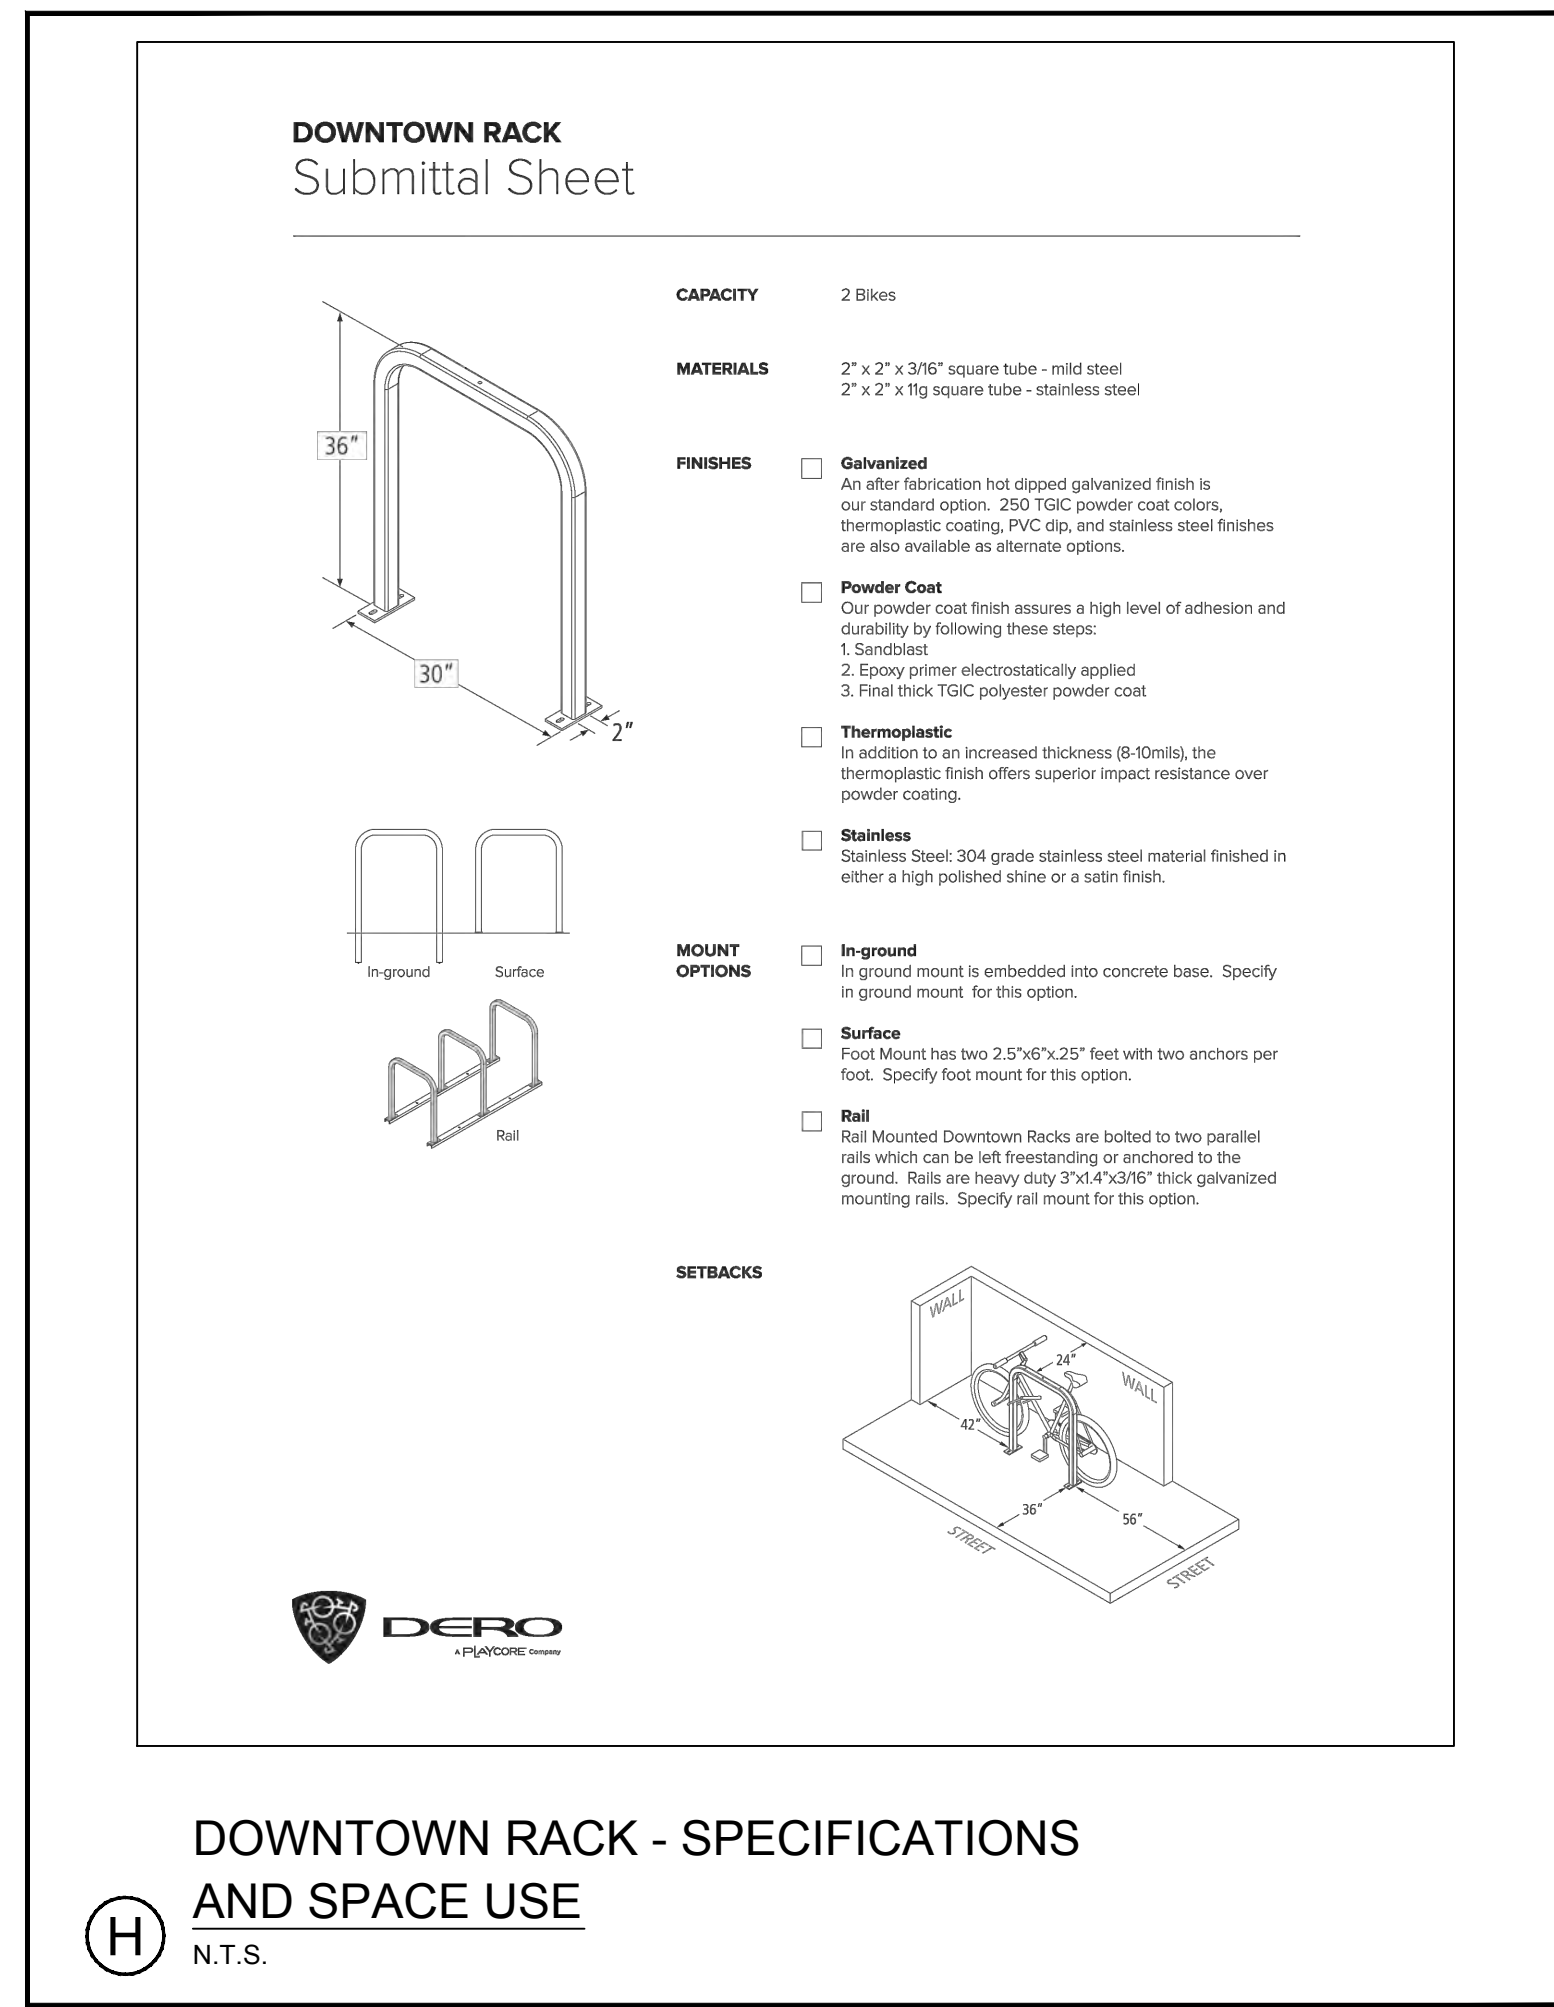 DOWNTOWN RACK
Submittal Sheet
CAPACITY
2 Bikes
MATERIALS
2” x 2” x 3/16” square tube - mild steel
2” x 2” x 11g square tube - stainless steel
36”
30”
2”
FINISHES
Galvanized
An after fabrication hot dipped galvanized finish is
our standard option.  250 TGIC powder coat colors,
thermoplastic coating, PVC dip, and stainless steel finishes
are also available as alternate options.
Powder Coat
Our powder coat finish assures a high level of adhesion and
durability by following these steps:
1. Sandblast
2. Epoxy primer electrostatically applied
3. Final thick TGIC polyester powder coat
Thermoplastic
In addition to an increased thickness (8-10mils), the
thermoplastic finish offers superior impact resistance over
powder coating.
Stainless
Stainless Steel: 304 grade stainless steel material finished in
either a high polished shine or a satin finish.
In-ground
Surface
Rail
MOUNT
OPTIONS
In-ground
In ground mount is embedded into concrete base.  Specify
in ground mount  for this option.
Surface
Foot Mount has two 2.5”x6”x.25” feet with two anchors per
foot.  Specify foot mount for this option.
Rail
Rail Mounted Downtown Racks are bolted to two parallel
rails which can be left freestanding or anchored to the
ground.  Rails are heavy duty 3”x1.4”x3/16” thick galvanized
mounting rails.  Specify rail mount for this option.
SETBACKS
WALL
24”
WALL
42”
36”
56”
STREET
STREET
DERO
A PLAYCORE Company
DOWNTOWN RACK - SPECIFICATIONS
AND SPACE USE
H
N.T.S.